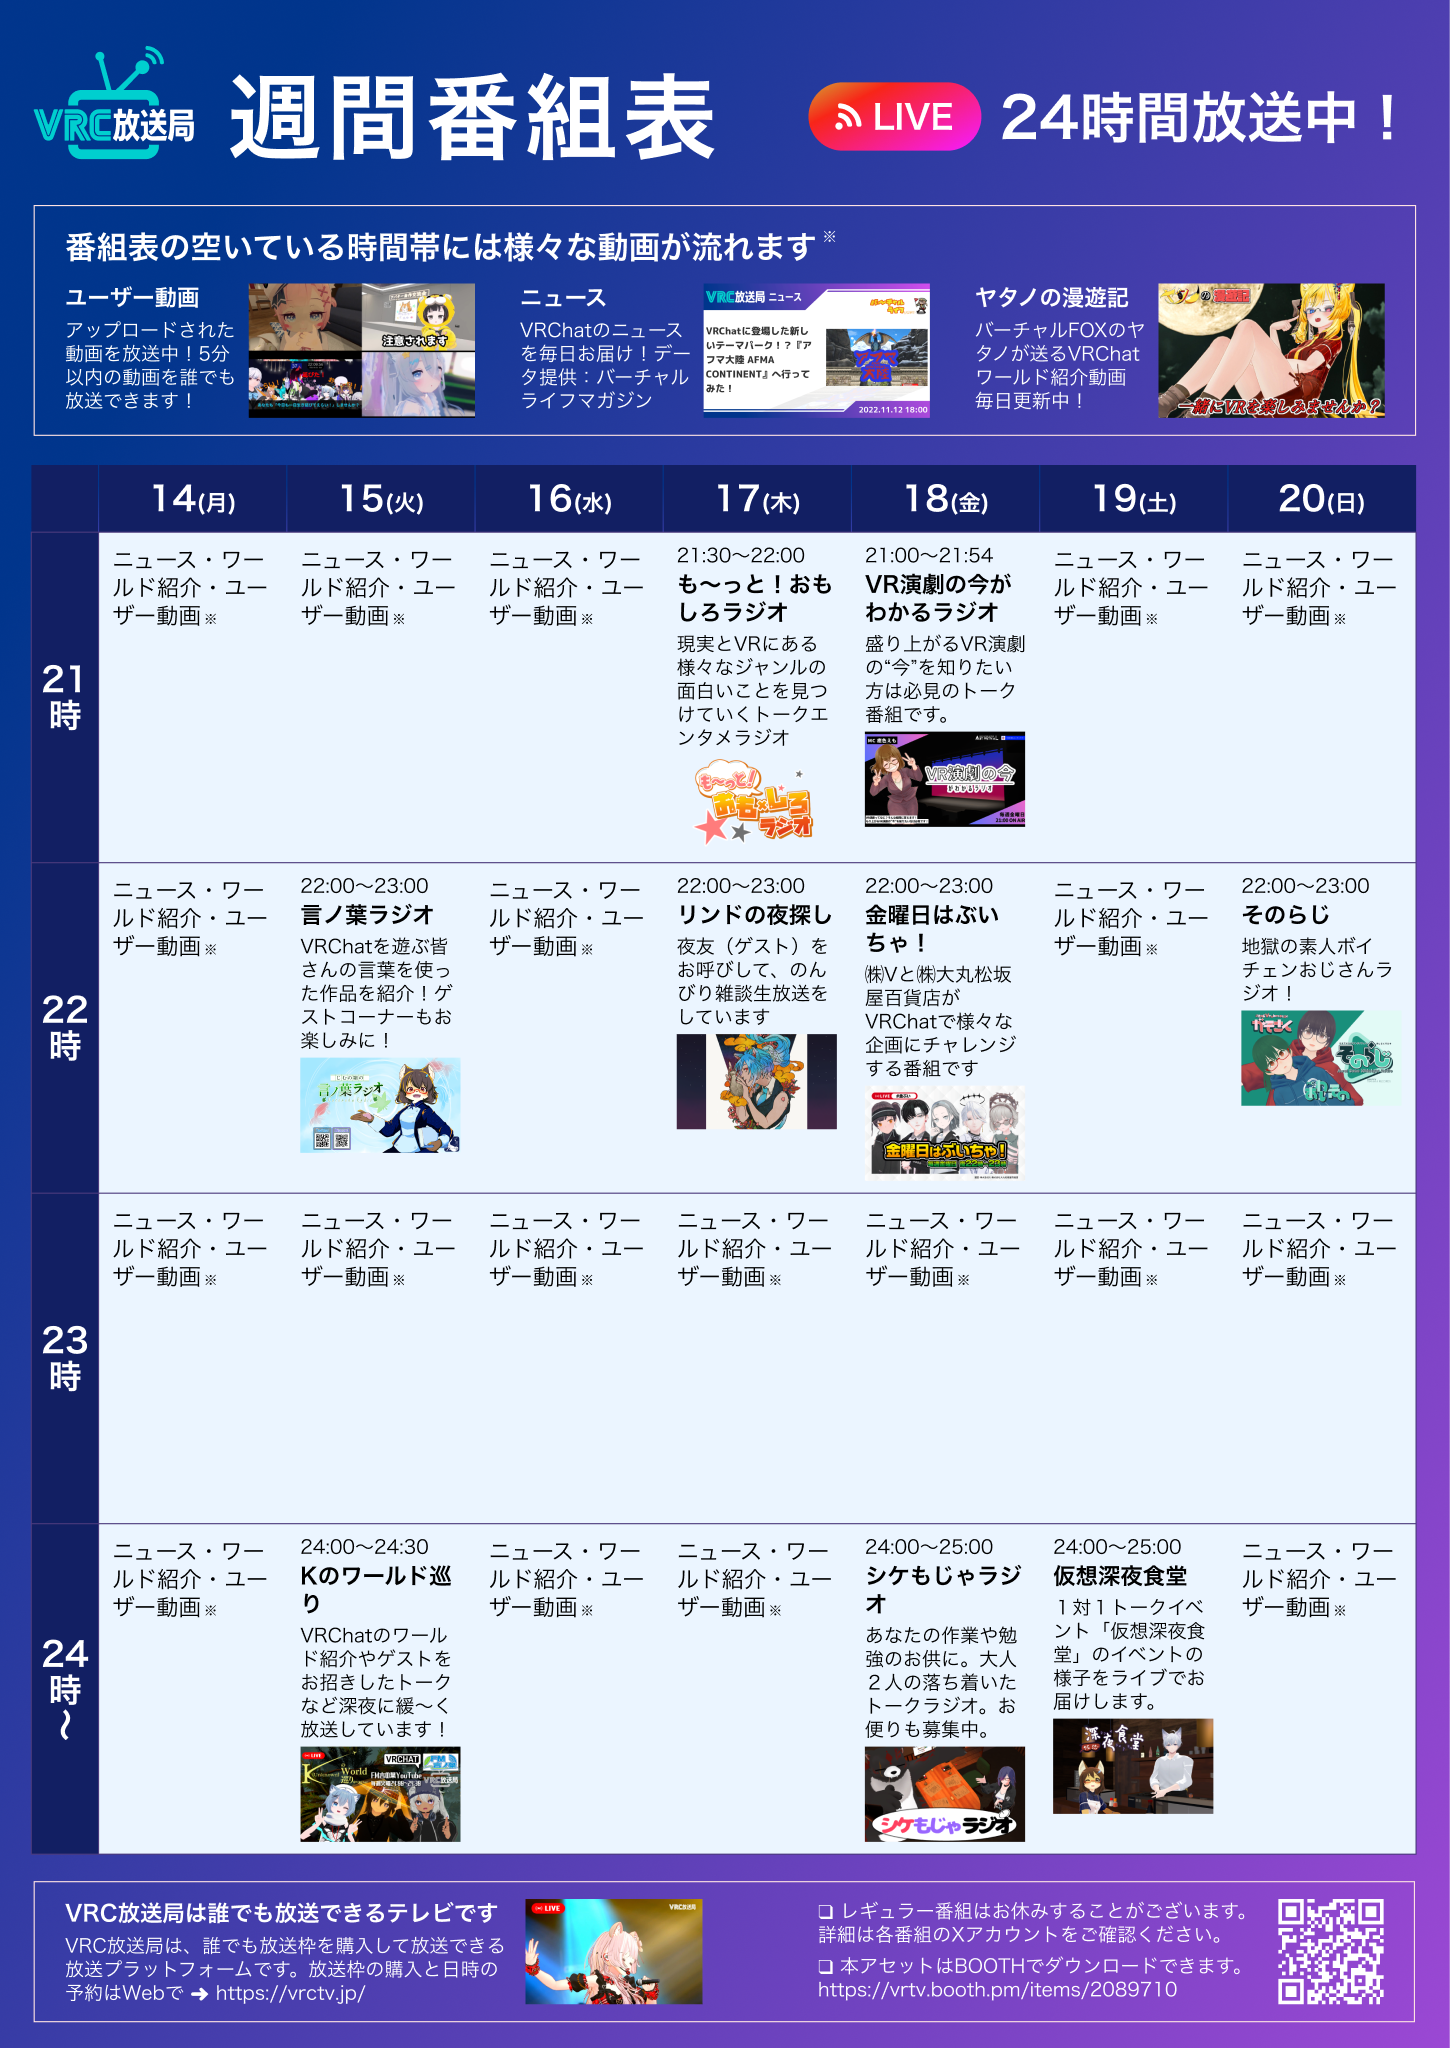 VRC放送局
週間番組表
LIVE
24時間放送中！
番組表の空いている時間帯には様々な動画が流れます※
ユーザー動画
アップロードされた
動画を放送中！5分
以内の動画を誰でも
放送できます！
注意されます
ニュース
VRChatのニュース
を毎日お届け！デー
タ提供：バーチャル
ライフマガジン
VRC放送局 ニュース
VRChatに登場した新し
いテーマパーク！？『ア
フマ大陸 AFMA
CONTINENT』へ行って
みた！
2022.11.12 18:00
ヤタノの漫遊記
バーチャルFOXのヤ
タノが送るVRChat
ワールド紹介動画
毎日更新中！
一緒にVRを楽しみませんか？
14(月)
15(火)
16(水)
17(木)
18(金)
19(土)
20(日)
21
時
ニュース・ワー
ルド紹介・ユー
ザー動画※
ニュース・ワー
ルド紹介・ユー
ザー動画※
ニュース・ワー
ルド紹介・ユー
ザー動画※
21:30〜22:00
も〜っと！おも
しろラジオ
現実とVRにある
様々なジャンルの
面白いことを見つ
けていくトークエ
ンタメラジオ
も〜っと!
おも×しろ
ラジオ
21:00〜21:54
VR演劇の今が
わかるラジオ
盛り上がるVR演劇
の“今”を知りたい
方は必見のトーク
番組です。
VR演劇の今
がわかるラジオ
毎週金曜日
21:00 ON AIR
ニュース・ワー
ルド紹介・ユー
ザー動画※
ニュース・ワー
ルド紹介・ユー
ザー動画※
22
時
ニュース・ワー
ルド紹介・ユー
ザー動画※
22:00〜23:00
言ノ葉ラジオ
VRChatを遊ぶ皆
さんの言葉を使っ
た作品を紹介！ゲ
ストコーナーもお
楽しみに！
言ノ葉ラジオ
ニュース・ワー
ルド紹介・ユー
ザー動画※
22:00〜23:00
リンドの夜探し
夜友（ゲスト）を
お呼びして、のん
びり雑談生放送を
しています
22:00〜23:00
金曜日はぶい
ちゃ！
㈱Vと㈱大丸松坂
屋百貨店が
VRChatで様々な
企画にチャレンジ
する番組です
LIVE
金曜日はぶいちゃ！
ニュース・ワー
ルド紹介・ユー
ザー動画※
22:00〜23:00
そのらじ
地獄の素人ボイ
チェンおじさんラ
ジオ！
そのらじ
23
時
ニュース・ワー
ルド紹介・ユー
ザー動画※
ニュース・ワー
ルド紹介・ユー
ザー動画※
ニュース・ワー
ルド紹介・ユー
ザー動画※
ニュース・ワー
ルド紹介・ユー
ザー動画※
ニュース・ワー
ルド紹介・ユー
ザー動画※
ニュース・ワー
ルド紹介・ユー
ザー動画※
ニュース・ワー
ルド紹介・ユー
ザー動画※
24
時
〜
ニュース・ワー
ルド紹介・ユー
ザー動画※
24:00〜24:30
Kのワールド巡
り
VRChatのワール
ド紹介やゲストを
お招きしたトーク
など深夜に緩〜く
放送しています！
LIVE
VRCHAT
World
巡り
VRC放送局
ニュース・ワー
ルド紹介・ユー
ザー動画※
ニュース・ワー
ルド紹介・ユー
ザー動画※
24:00〜25:00
シケもじゃラジ
オ
あなたの作業や勉
強のお供に。大人
２人の落ち着いた
トークラジオ。お
便りも募集中。
シケもじゃラジオ
24:00〜25:00
仮想深夜食堂
１対１トークイベ
ント「仮想深夜食
堂」のイベントの
様子をライブでお
届けします。
深夜食堂
ニュース・ワー
ルド紹介・ユー
ザー動画※
VRC放送局は誰でも放送できるテレビです
VRC放送局は、誰でも放送枠を購入して放送できる
放送プラットフォームです。放送枠の購入と日時の
予約はWebで ➜ https://vrctv.jp/
LIVE
VRC放送局
❏ レギュラー番組はお休みすることがございます。
詳細は各番組のXアカウントをご確認ください。
❏ 本アセットはBOOTHでダウンロードできます。
https://vrtv.booth.pm/items/2089710